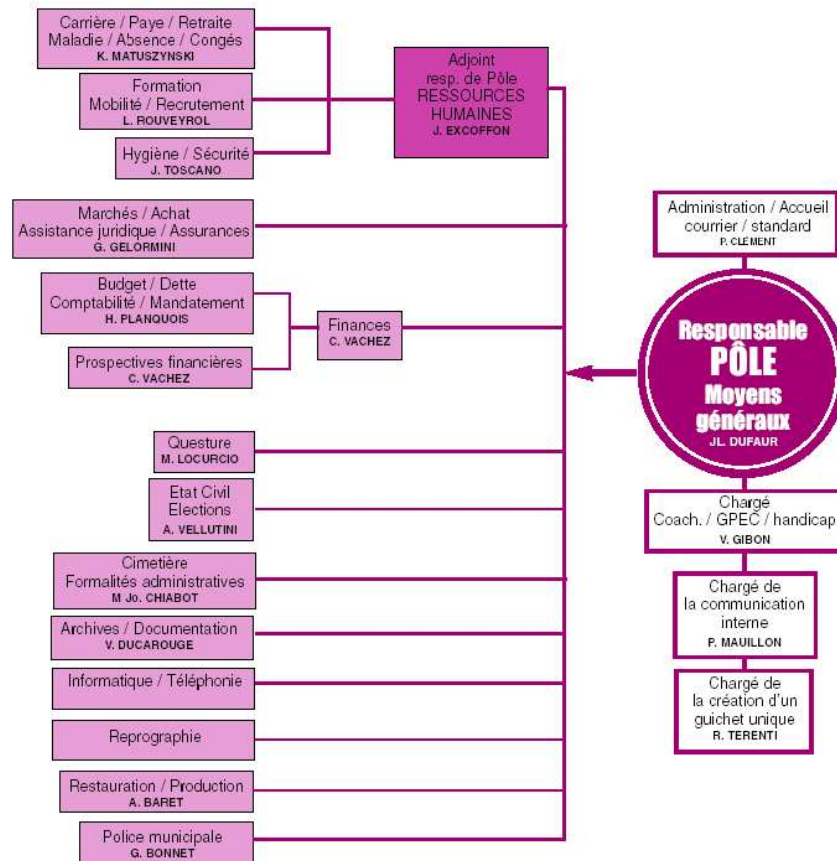 Carrière / Paye / Retraite
Maladie / Absence / Congés
K. MATUSZYNSKI
Formation
Mobilité / Recrutement
L. ROUVEYROL
Hygiène / Sécurité
J. TOSCANO
Adjoint
resp. de Pôle
RESSOURCES
HUMAINES
J. EXCOFFON
Marchés / Achat
Assistance juridique / Assurances
G. GELORMINI
Budget / Dette
Comptabilité / Mandatement
H. PLANQUOIS
Finances
C. VACHEZ
Prospectives financières
C. VACHEZ
Questure
M. LOCURCIO
Etat Civil
Elections
A. VELLUTINI
Cimetière
Formalités administratives
M Jo. CHIABOT
Archives / Documentation
V. DUCAROUGE
Informatique / Téléphonie
Reprographie
Restauration / Production
A. BARET
Police municipale
G. BONNET
Administration / Accueil
courrier / standard
P. CLÉMENT
Responsable
PÔLE
Moyens
généraux
JL. DUFAUR
Chargé
Coach. / GPEC / handicap
V. GIBON
Chargé de
la communication
interne
P. MAUILLON
Chargé de
la création d'un
guichet unique
R. TERENTI